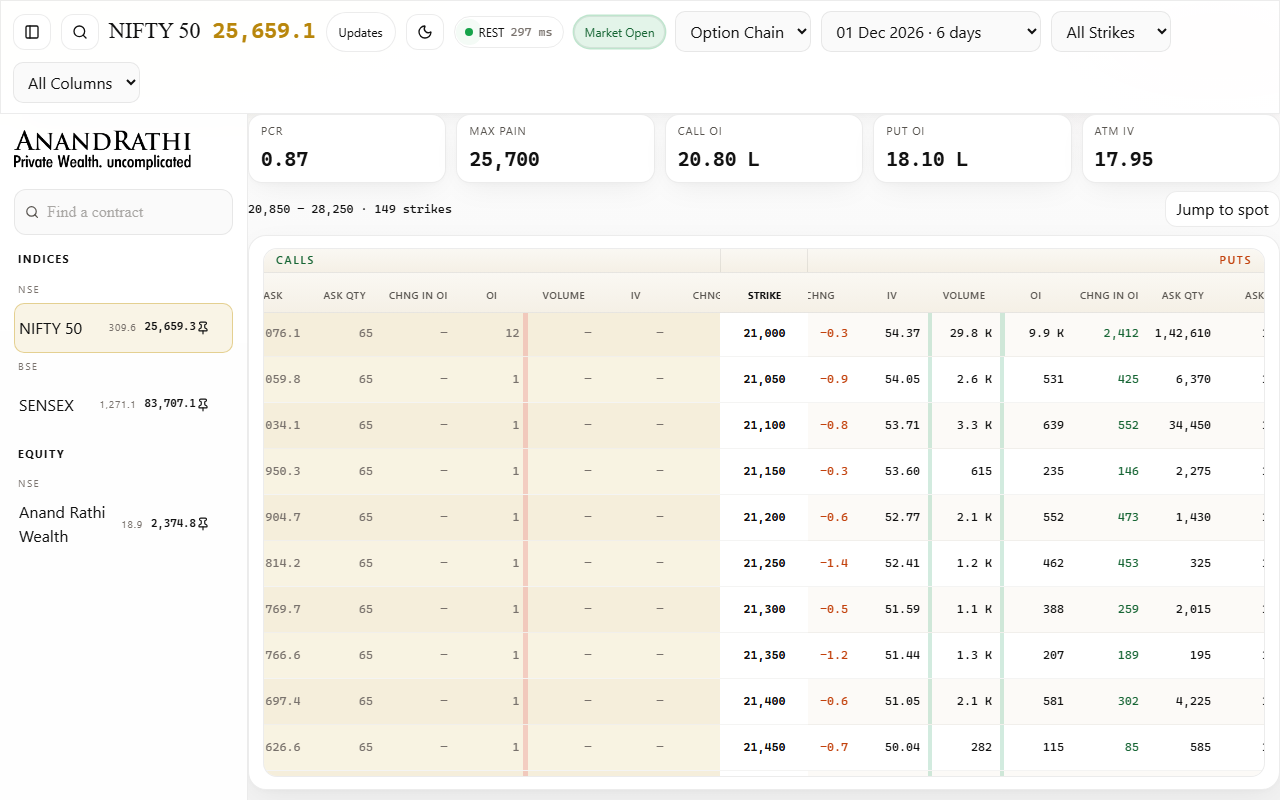 NIFTY 50 25,659.1 Updates REST 297 ms Market Open Option Chain 01 Dec 2026 · 6 days All Strikes
All Columns
ANANDRATHI
Private Wealth. uncomplicated
Find a contract
INDICES
NSE
NIFTY 50 309.6 25,659.3
BSE
SENSEX 1,271.1 83,707.1
EQUITY
NSE
Anand Rathi Wealth 18.9 2,374.8
PCR MAX PAIN CALL OI PUT OI ATM IV
0.87 25,700 20.80 L 18.10 L 17.95
20,850 – 28,250 · 149 strikes Jump to spot
CALLS PUTS
ASK ASK QTY CHNG IN OI OI VOLUME IV CHNG STRIKE CHNG IV VOLUME OI CHNG IN OI ASK QTY ASK
076.1 65 — 12 — — 21,000 −0.3 54.37 29.8 K 9.9 K 2,412 1,42,610
059.8 65 — 1 — — 21,050 −0.9 54.05 2.6 K 531 425 6,370
034.1 65 — 1 — — 21,100 −0.8 53.71 3.3 K 639 552 34,450
950.3 65 — 1 — — 21,150 −0.3 53.60 615 235 146 2,275
904.7 65 — 1 — — 21,200 −0.6 52.77 2.1 K 552 473 1,430
814.2 65 — 1 — — 21,250 −1.4 52.41 1.2 K 462 453 325
769.7 65 — 1 — — 21,300 −0.5 51.59 1.1 K 388 259 2,015
766.6 65 — 1 — — 21,350 −1.2 51.44 1.3 K 207 189 195
697.4 65 — 1 — — 21,400 −0.6 51.05 2.1 K 581 302 4,225
626.6 65 — 1 — — 21,450 −0.7 50.04 282 115 85 585